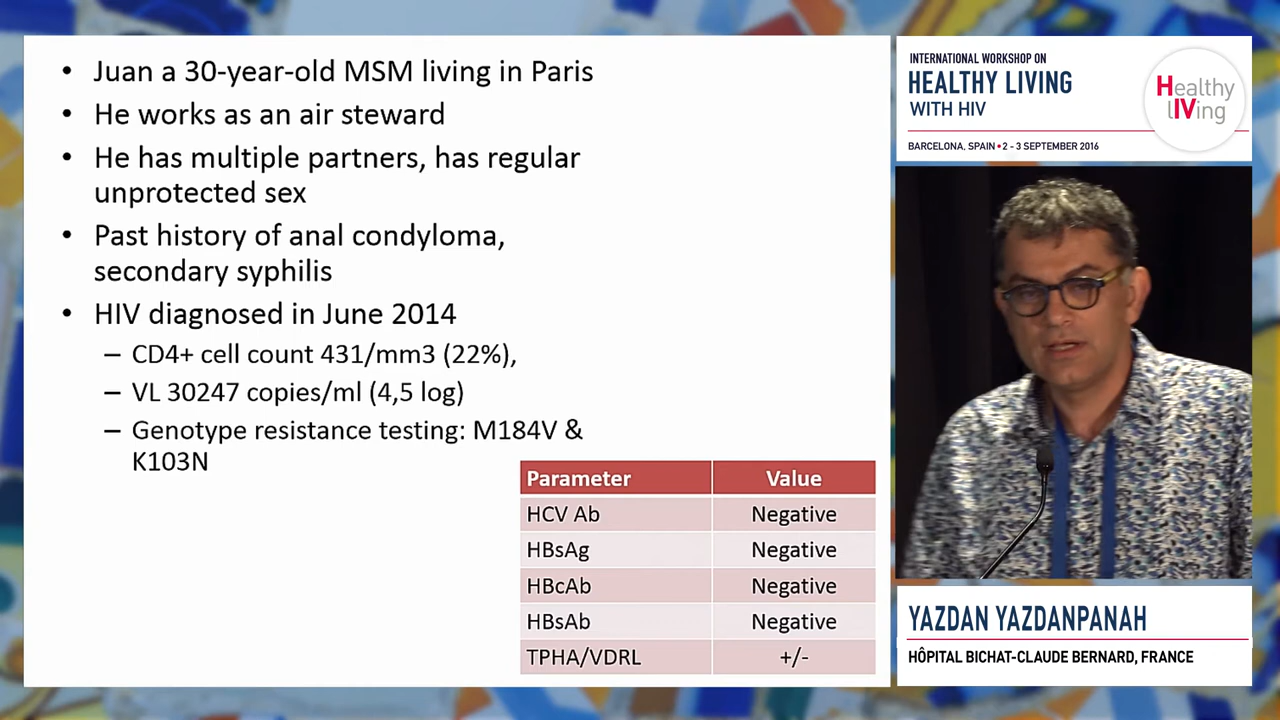 • Juan a 30-year-old MSM living in Paris
• He works as an air steward
• He has multiple partners, has regular
unprotected sex
• Past history of anal condyloma,
secondary syphilis
• HIV diagnosed in June 2014
– CD4+ cell count 431/mm3 (22%),
– VL 30247 copies/ml (4,5 log)
– Genotype resistance testing: M184V &
K103N
Parameter Value
HCV Ab Negative
HBsAg Negative
HBcAb Negative
HBsAb Negative
TPHA/VDRL +/-
INTERNATIONAL WORKSHOP ON
HEALTHY LIVING
WITH HIV
BARCELONA, SPAIN • 2 - 3 SEPTEMBER 2016
Healthy
lIVing
YAZDAN YAZDANPANAH
HÔPITAL BICHAT-CLAUDE BERNARD, FRANCE